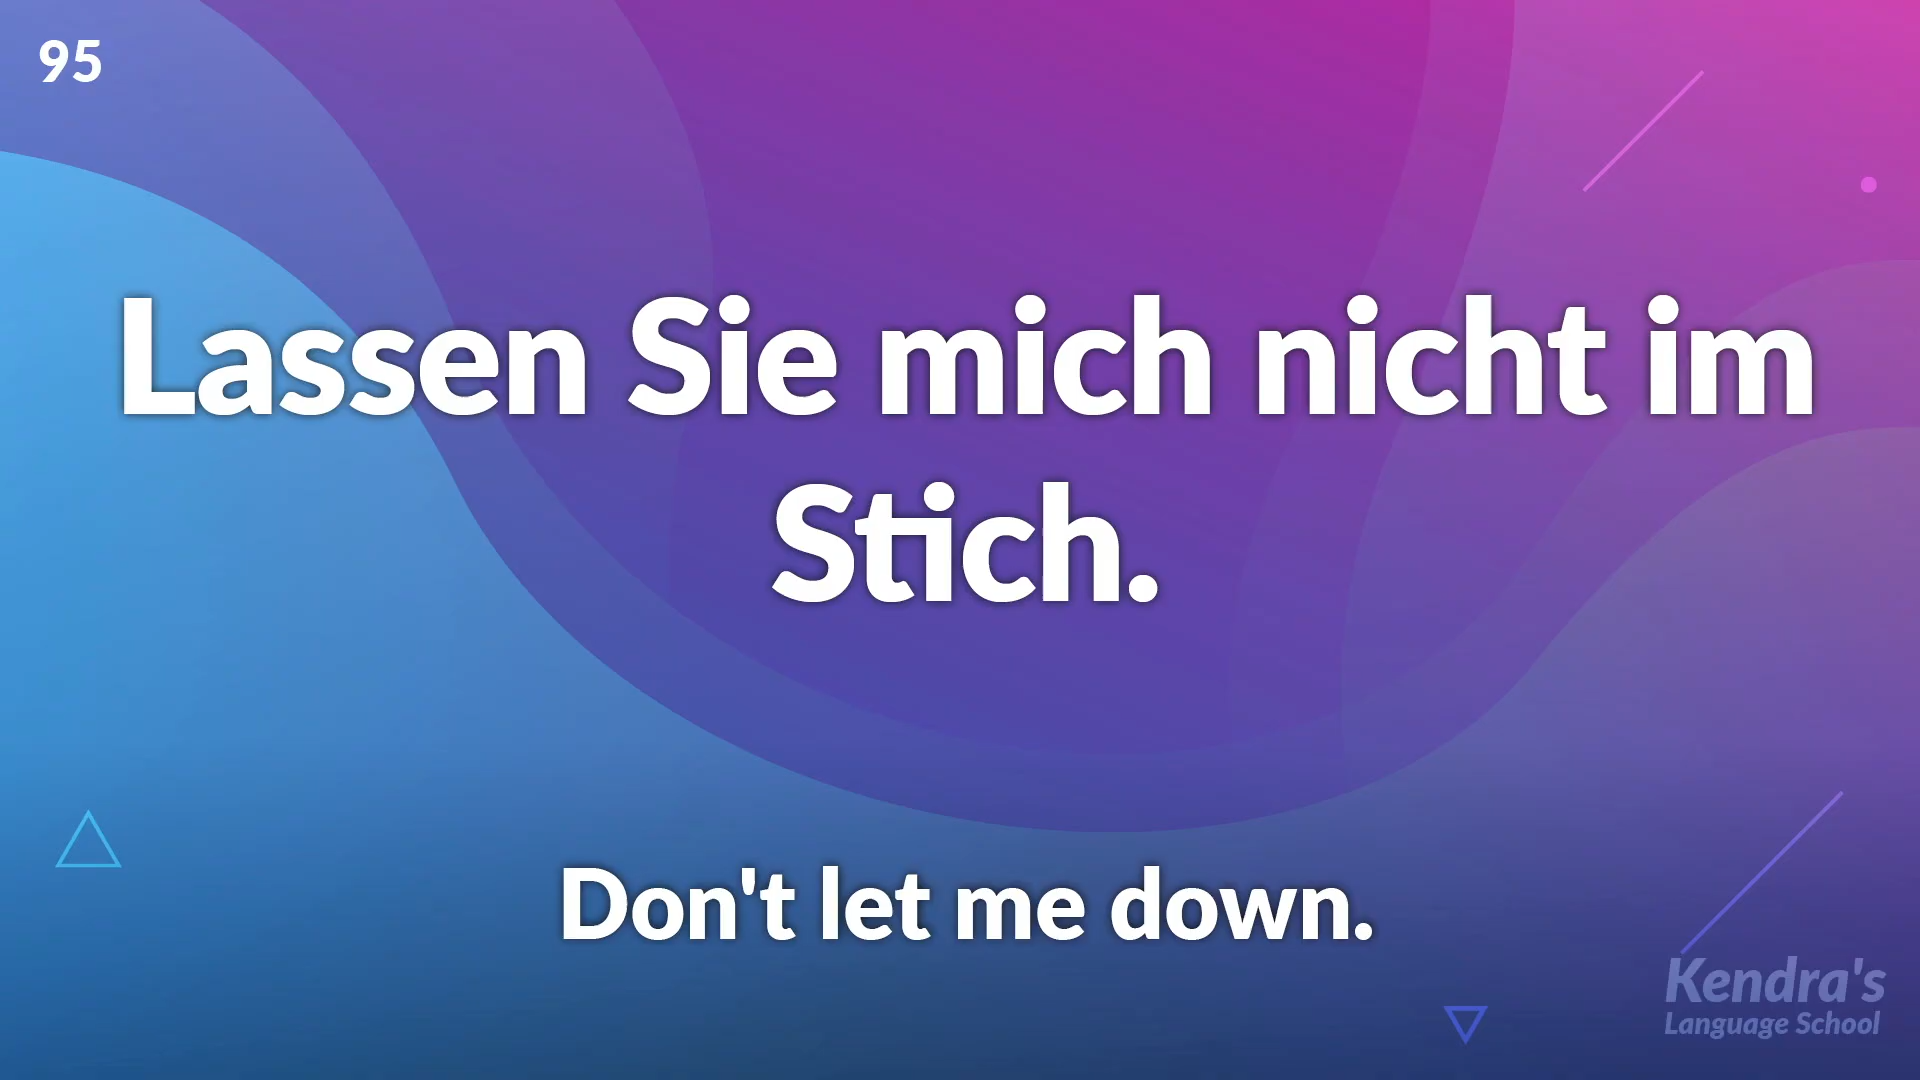 95
Lassen Sie mich nicht im
Stich.
Don't let me down.
Kendra's
Language School